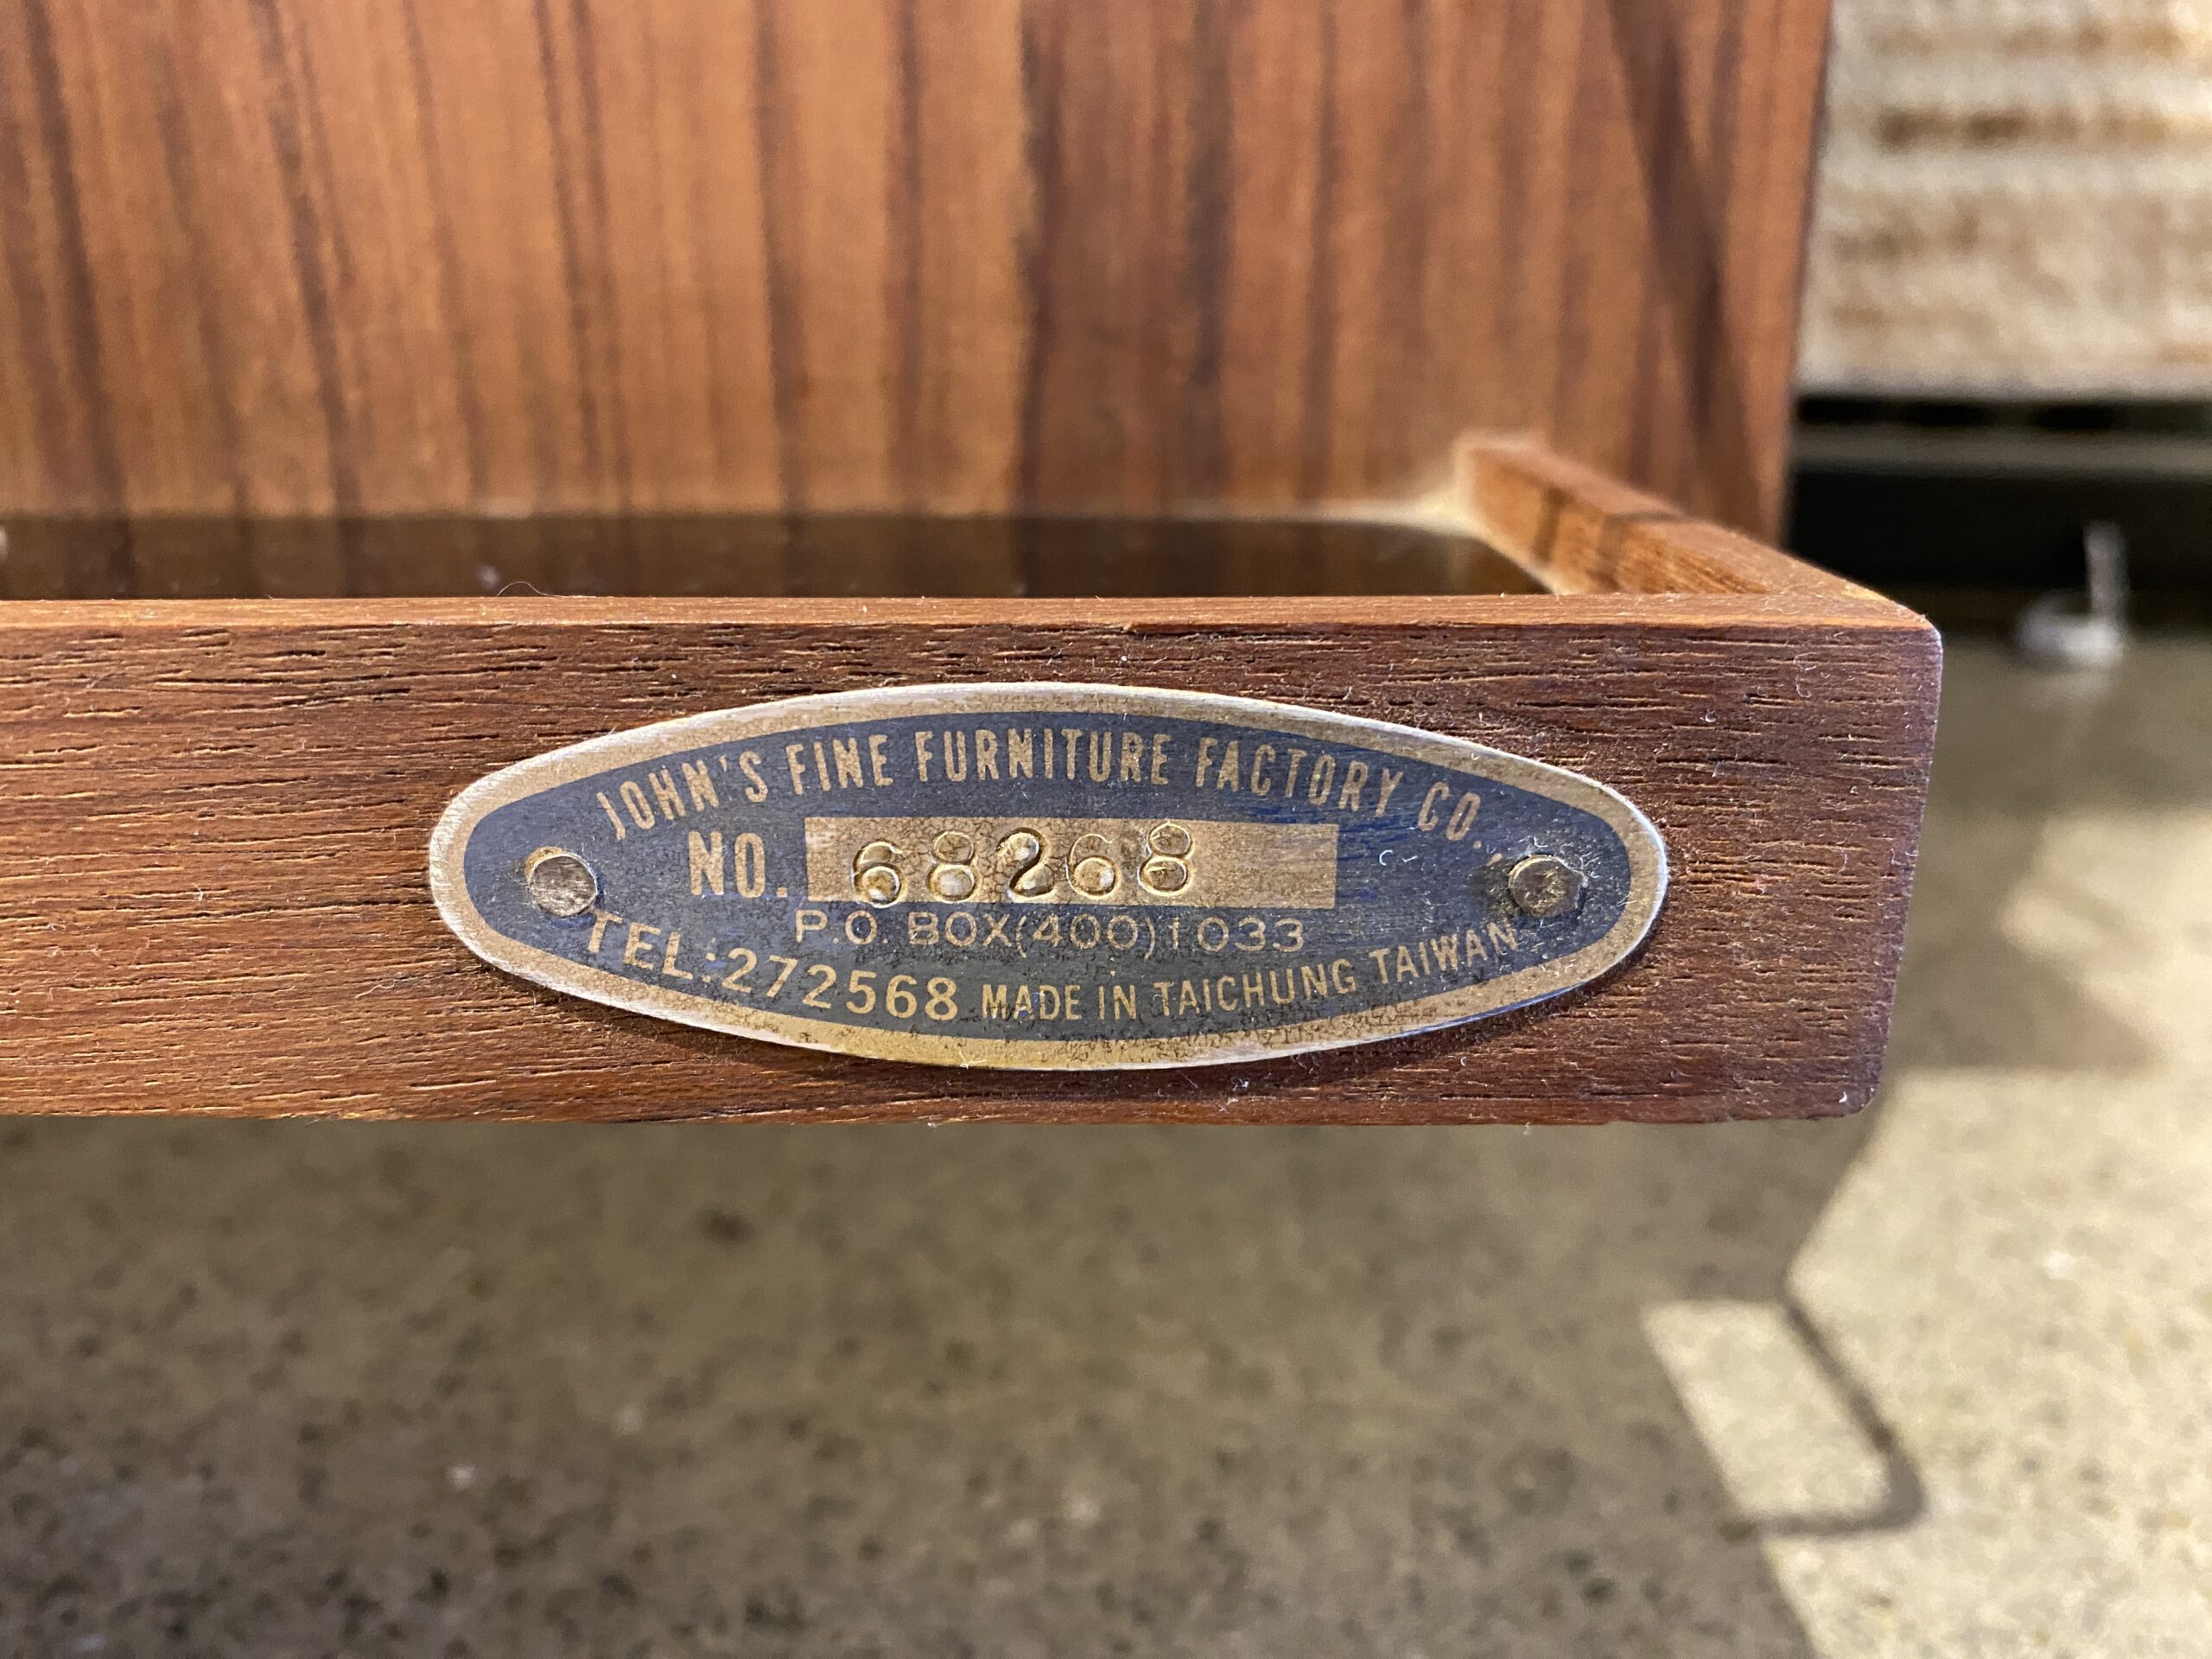 JOHN'S FINE FURNITURE FACTORY CO.,
NO. 68268
P.O. BOX(400)1033
TEL:272568 MADE IN TAICHUNG TAIWAN